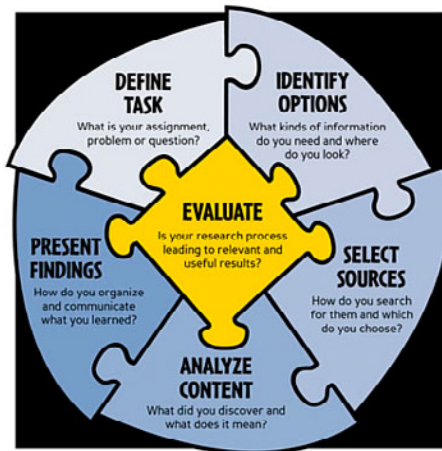 DEFINE
TASK
What is your assignment,
problem or question?
IDENTIFY
OPTIONS
What kinds of information
do you need and where
do you look?
SELECT
SOURCES
How do you search
for them and which
do you choose?
ANALYZE
CONTENT
What did you discover and
what does it mean?
PRESENT
FINDINGS
How do you organize
and communicate
what you learned?
EVALUATE
Is your research process
leading to relevant and
useful results?